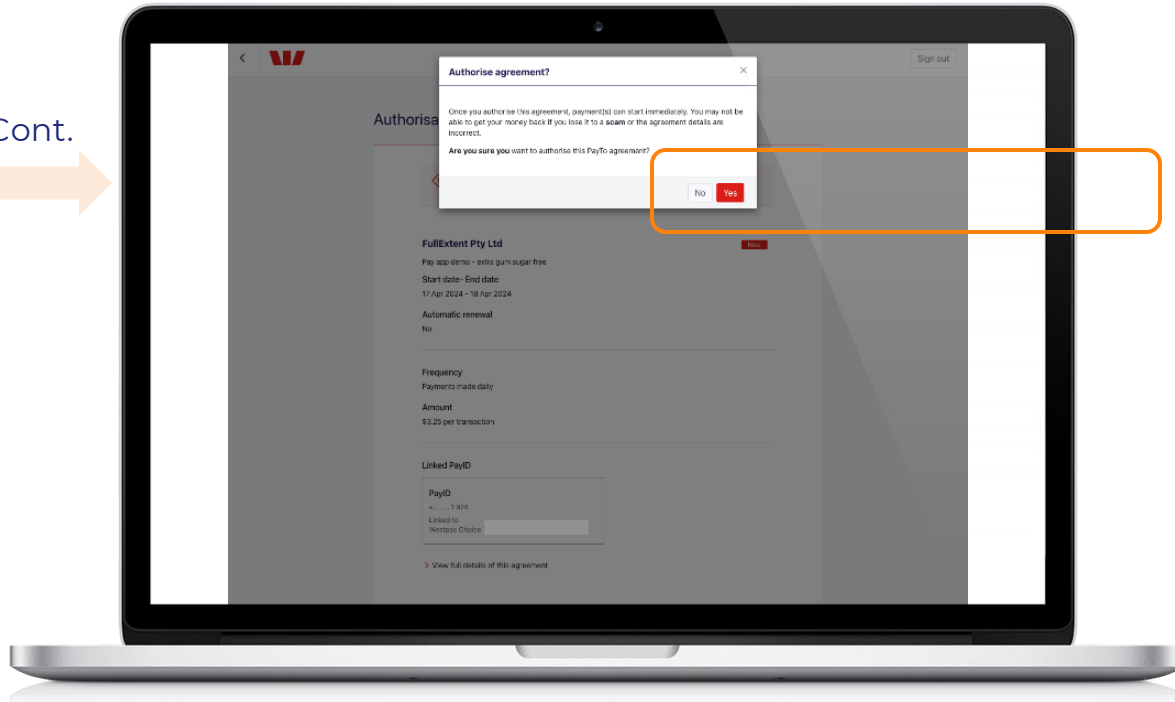 Cont.
Sign out
Authorise agreement?
Once you authorise this agreement, payment(s) can start immediately. You may not be
able to get your money back if you lose it to a scam or the agreement details are
incorrect.
Are you sure you want to authorise this PayTo agreement?
No Yes
Authorisa
FullExtent Pty Ltd New
Pay app demo - extra gum sugar free
Start date- End date
17 Apr 2024 - 18 Apr 2024
Automatic renewal
No
Frequency
Payments made daily
Amount
$3.25 per transaction
Linked PayID
PayID
Linked to
Westpac Choice
View full details of this agreement